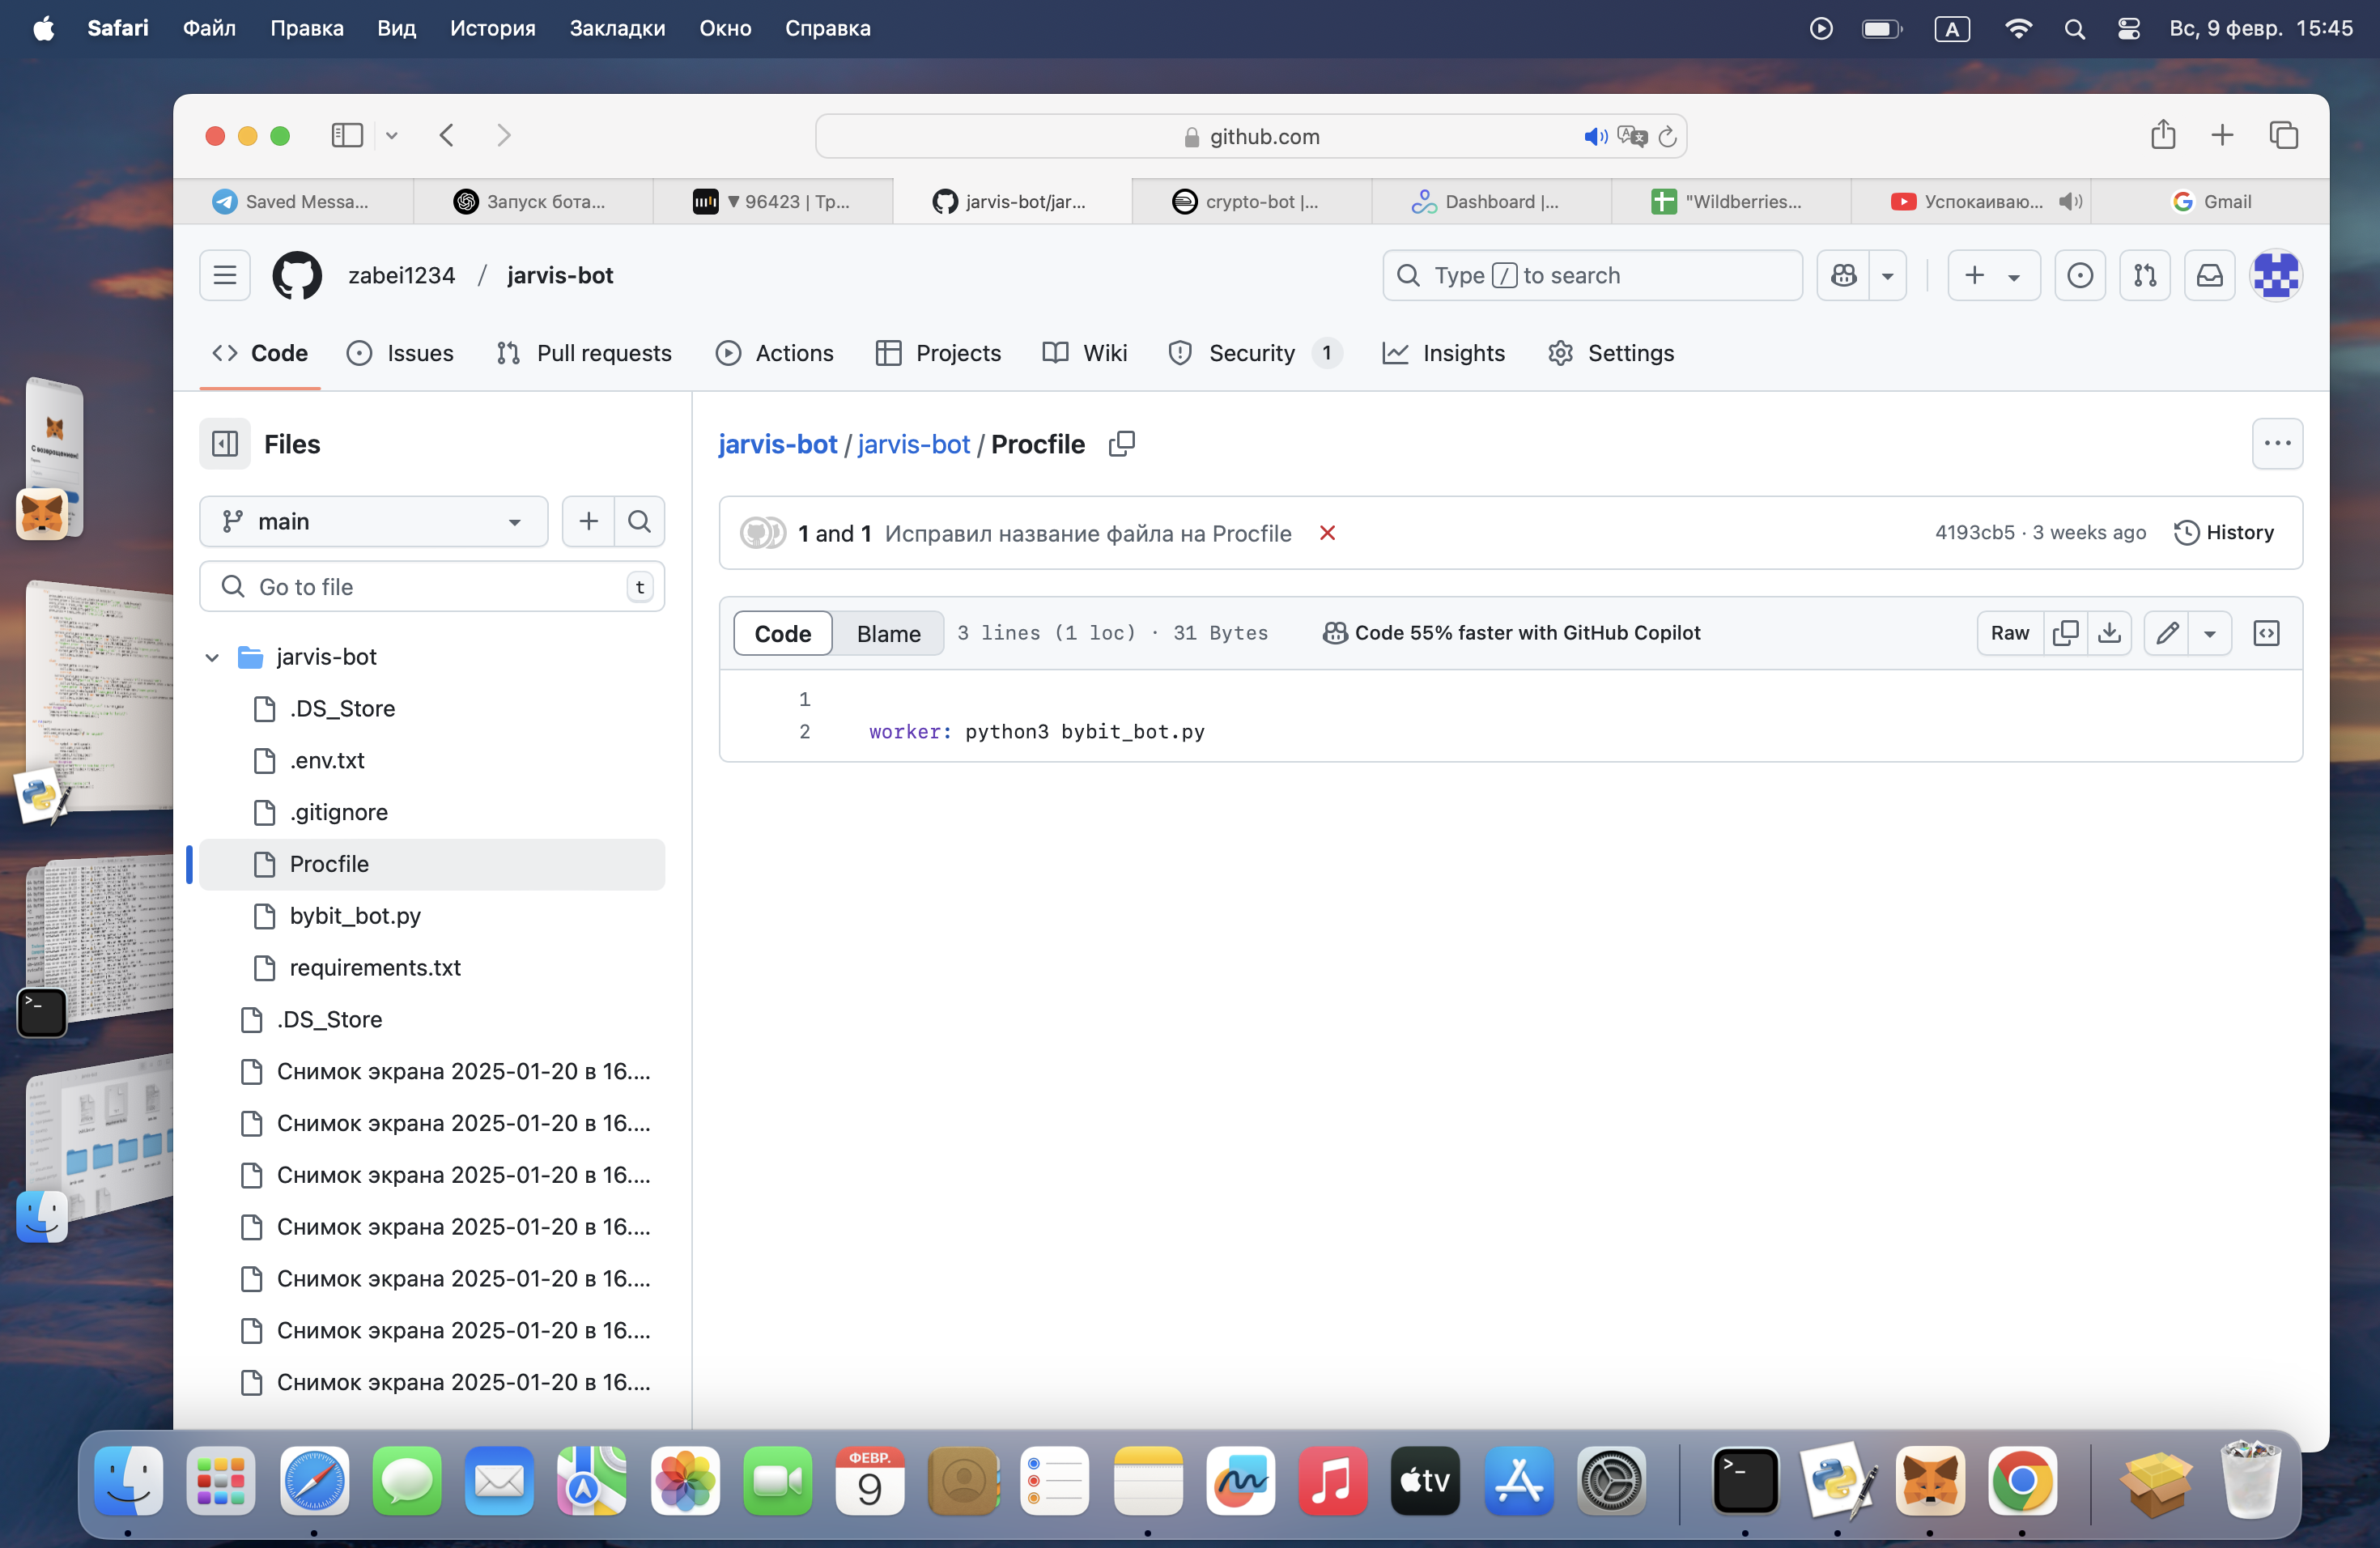 Safari Файл Правка Вид История Закладки Окно Справка A Вс, 9 февр. 15:45
github.com
Saved Messa... Запуск бота... ▼ 96423 | Тр... jarvis-bot/jar... crypto-bot |... Dashboard |... "Wildberries... Успокаиваю... Gmail
zabei1234 / jarvis-bot Type / to search
Code Issues Pull requests Actions Projects Wiki Security 1 Insights Settings
Files
main
Go to file t
jarvis-bot
.DS_Store
.env.txt
.gitignore
Procfile
bybit_bot.py
requirements.txt
.DS_Store
Снимок экрана 2025-01-20 в 16....
Снимок экрана 2025-01-20 в 16....
Снимок экрана 2025-01-20 в 16....
Снимок экрана 2025-01-20 в 16....
Снимок экрана 2025-01-20 в 16....
Снимок экрана 2025-01-20 в 16....
Снимок экрана 2025-01-20 в 16....
jarvis-bot / jarvis-bot / Procfile
1 and 1 Исправил название файла на Procfile 4193cb5 · 3 weeks ago History
Code Blame 3 lines (1 loc) · 31 Bytes Code 55% faster with GitHub Copilot Raw
1
2 worker: python3 bybit_bot.py
С возвращением!
ФЕВР.
9
tv